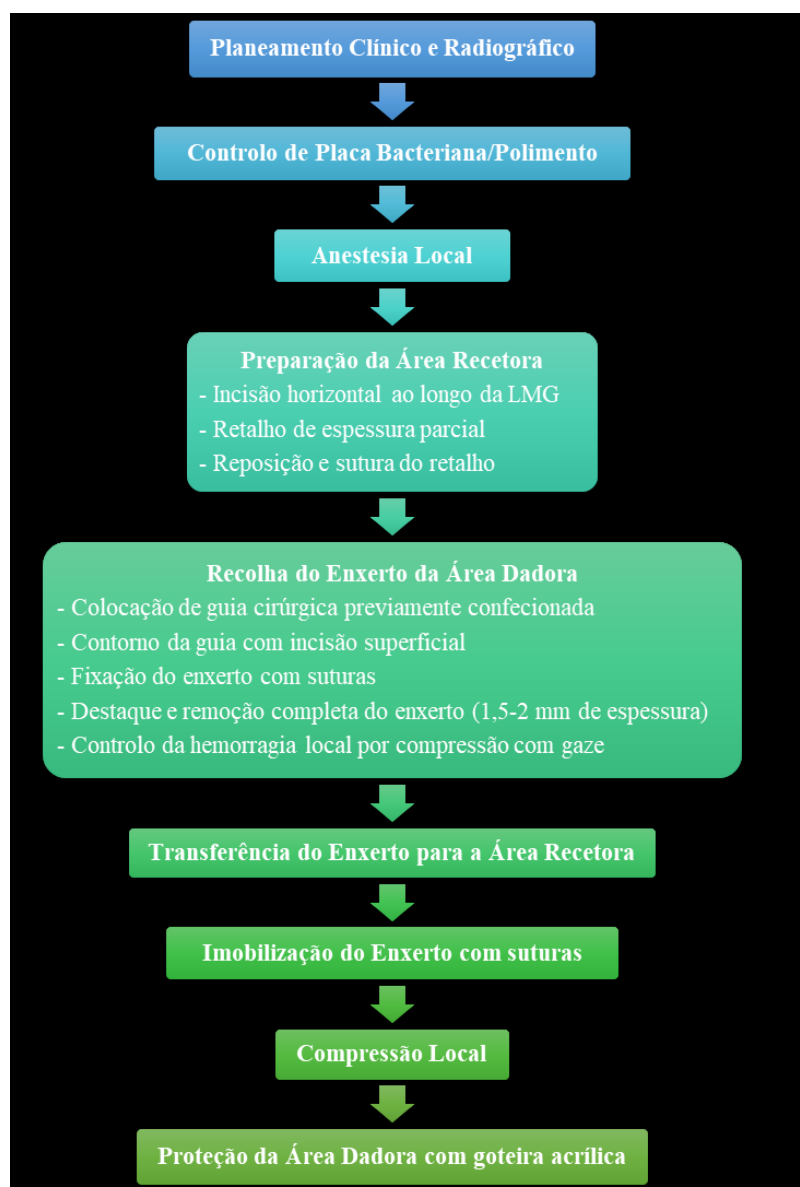 Planeamento Clínico e Radiográfico
Controlo de Placa Bacteriana/Polimento
Anestesia Local
Preparação da Área Recetora
- Incisão horizontal ao longo da LMG
- Retalho de espessura parcial
- Reposição e sutura do retalho
Recolha do Enxerto da Área Dadora
- Colocação de guia cirúrgica previamente confecionada
- Contorno da guia com incisão superficial
- Fixação do enxerto com suturas
- Destaque e remoção completa do enxerto (1,5-2 mm de espessura)
- Controlo da hemorragia local por compressão com gaze
Transferência do Enxerto para a Área Recetora
Imobilização do Enxerto com suturas
Compressão Local
Proteção da Área Dadora com goteira acrílica